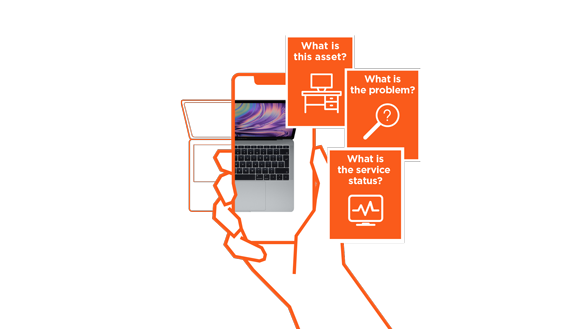 What is
this asset?
What is
the problem?
?
What is
the service
status?